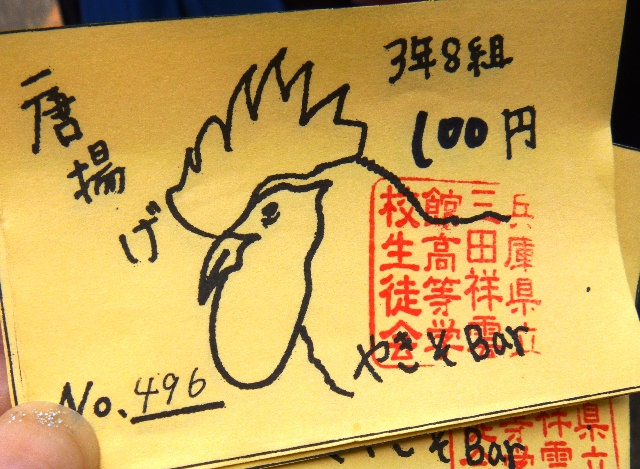 唐揚げ
3年8組
100円
兵庫県立
三田祥雲
館高等学
校生徒会
やきそBar
No.496